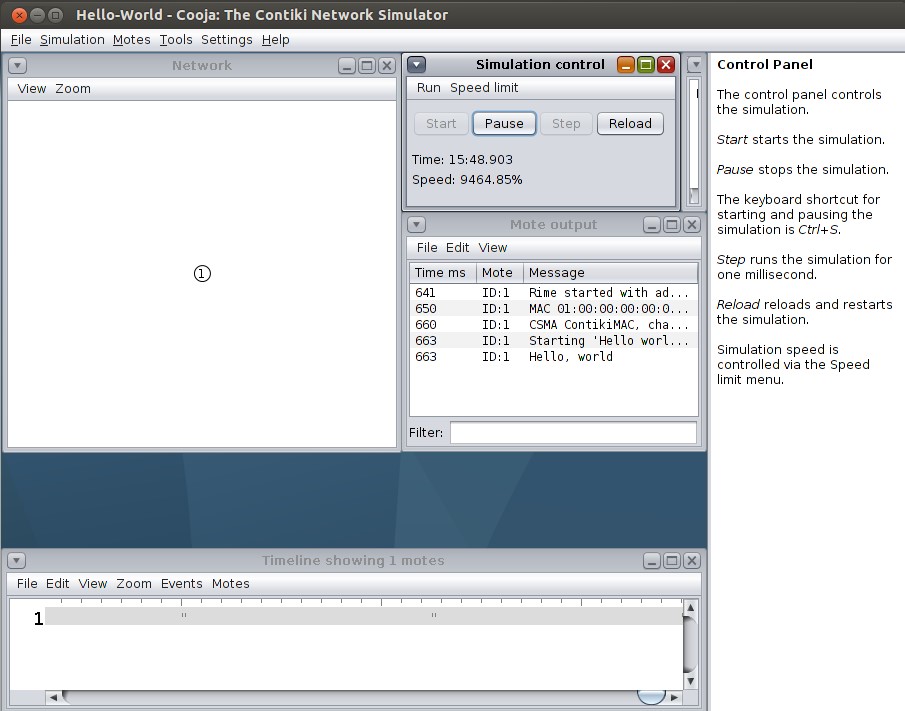 Hello-World - Cooja: The Contiki Network Simulator
File Simulation Motes Tools Settings Help
Network
View Zoom
1
Simulation control
Run Speed limit
Start Pause Step Reload
Time: 15:48.903
Speed: 9464.85%
Mote output
File Edit View
Time ms Mote Message
641 ID:1 Rime started with ad...
650 ID:1 MAC 01:00:00:00:00:0...
660 ID:1 CSMA ContikiMAC, cha...
663 ID:1 Starting 'Hello worl...
663 ID:1 Hello, world
Filter:
Control Panel
The control panel controls
the simulation.
Start starts the simulation.
Pause stops the simulation.
The keyboard shortcut for
starting and pausing the
simulation is Ctrl+S.
Step runs the simulation for
one millisecond.
Reload reloads and restarts
the simulation.
Simulation speed is
controlled via the Speed
limit menu.
Timeline showing 1 motes
File Edit View Zoom Events Motes
1